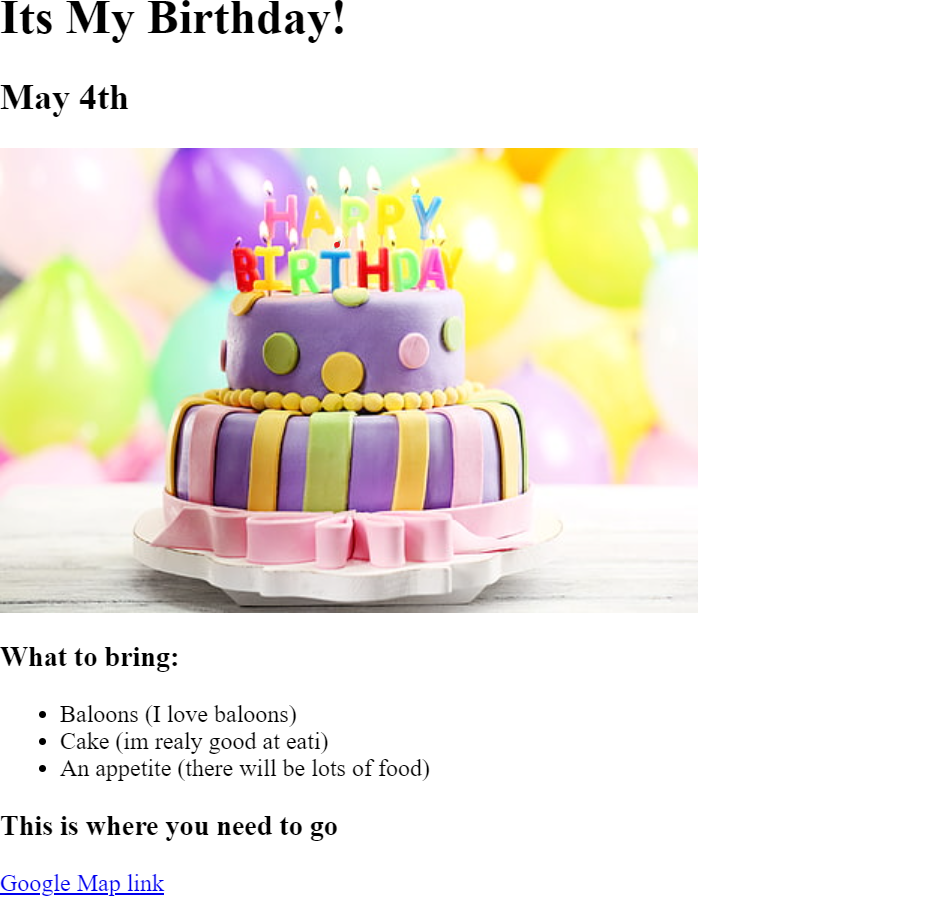 Its My Birthday!
May 4th
HAPPY
BIRTHDAY
What to bring:
Baloons (I love baloons)
Cake (im realy good at eati)
An appetite (there will be lots of food)
This is where you need to go
Google Map link